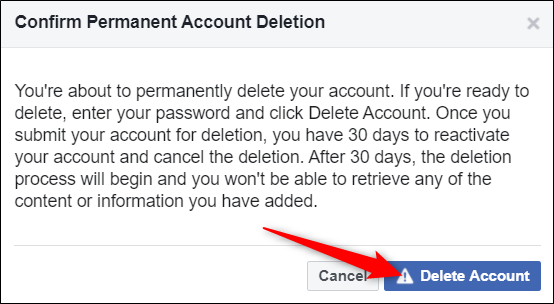 Confirm Permanent Account Deletion
You're about to permanently delete your account. If you're ready to
delete, enter your password and click Delete Account. Once you
submit your account for deletion, you have 30 days to reactivate
your account and cancel the deletion. After 30 days, the deletion
process will begin and you won't be able to retrieve any of the
content or information you have added.
Cancel Delete Account